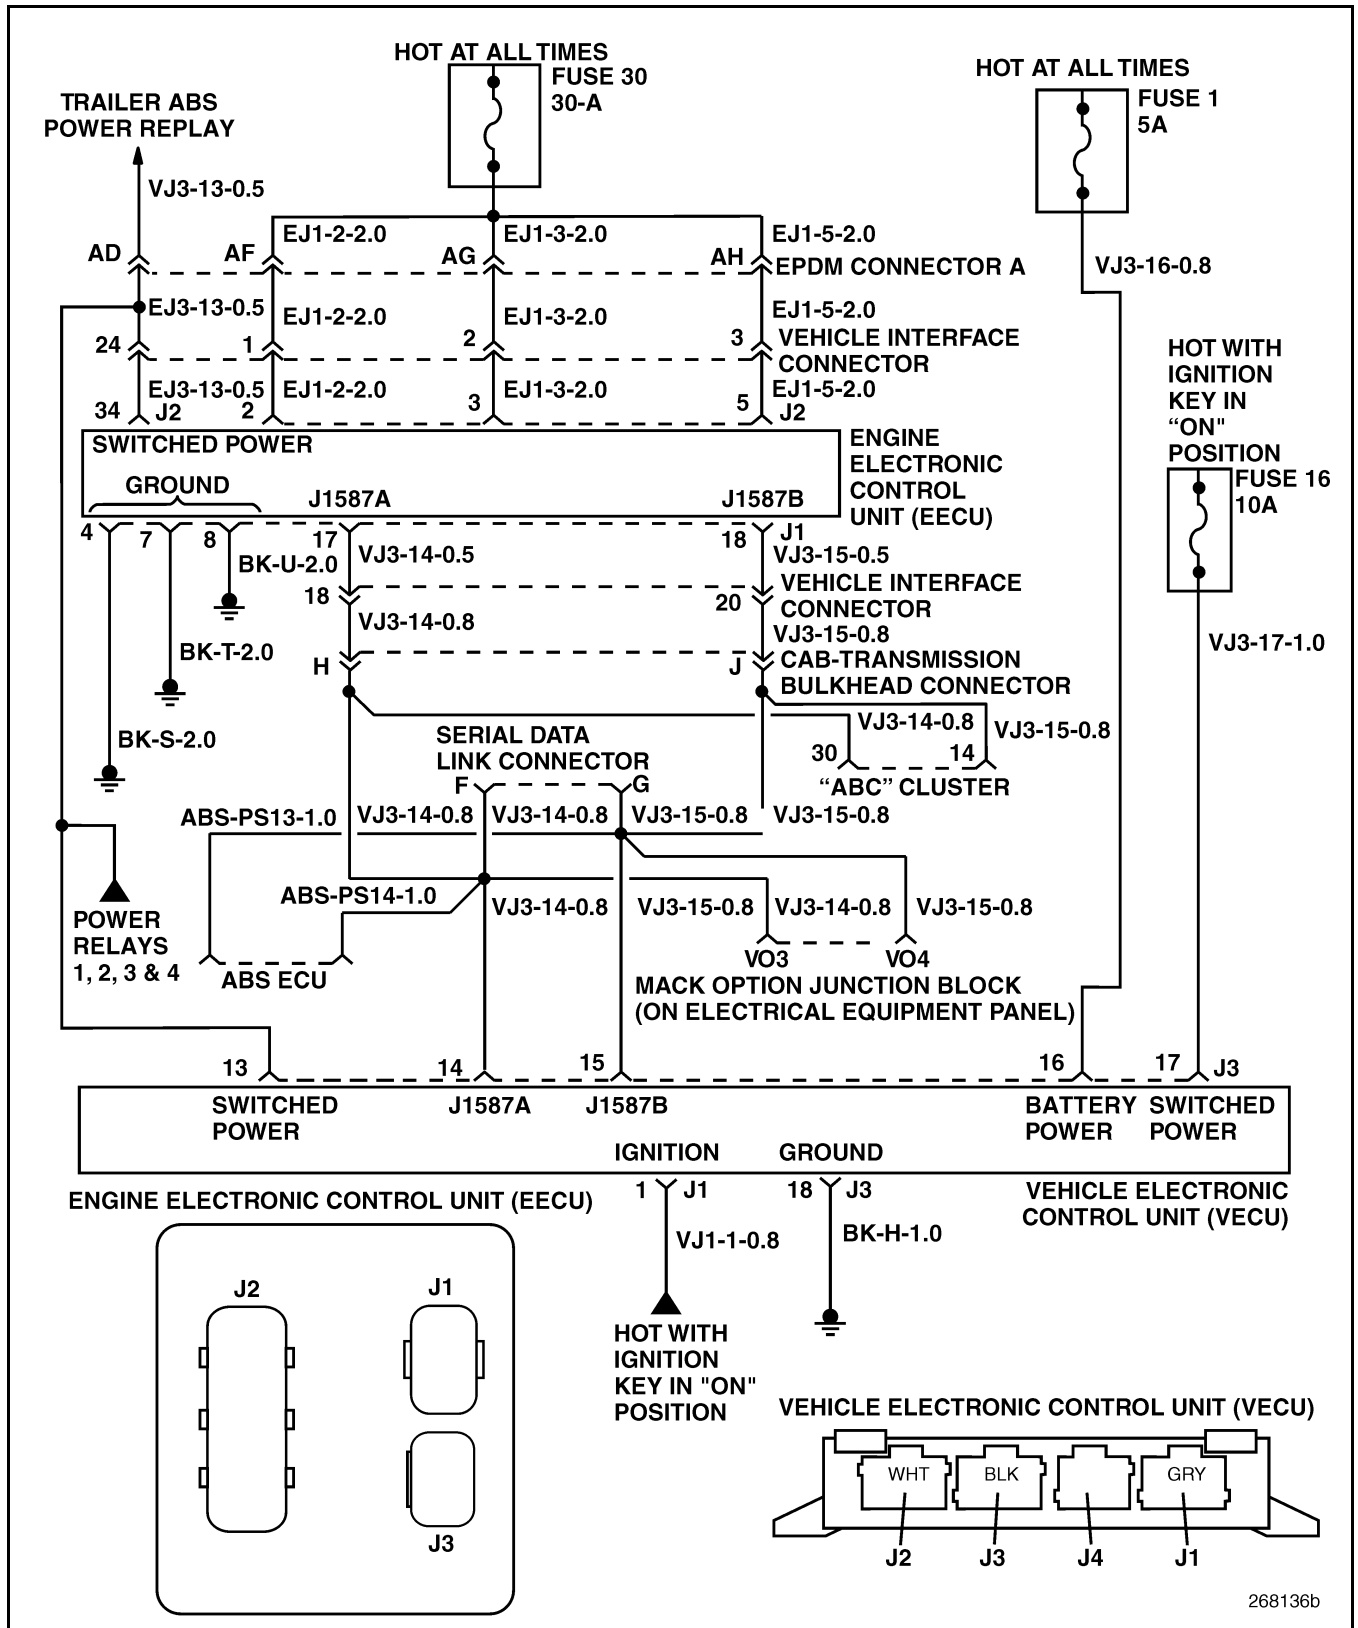 HOT AT ALL TIMES
FUSE 30
30-A
HOT AT ALL TIMES
FUSE 1
5A
TRAILER ABS
POWER REPLAY
VJ3-13-0.5
EJ1-2-2.0
EJ1-3-2.0
EJ1-5-2.0
AD
AF
AG
AH
EPDM CONNECTOR A
VJ3-16-0.8
EJ3-13-0.5
EJ1-2-2.0
EJ1-3-2.0
EJ1-5-2.0
24
1
2
3
VEHICLE INTERFACE
CONNECTOR
HOT WITH
IGNITION
KEY IN
“ON"
POSITION
FUSE 16
10A
EJ3-13-0.5
EJ1-2-2.0
EJ1-3-2.0
EJ1-5-2.0
34
J2
2
3
5
J2
SWITCHED POWER
GROUND
J1587A
J1587B
ENGINE
ELECTRONIC
CONTROL
UNIT (EECU)
4
7
8
17
18
J1
BK-U-2.0
VJ3-14-0.5
VJ3-15-0.5
18
20
VEHICLE INTERFACE
CONNECTOR
VJ3-14-0.8
VJ3-15-0.8
VJ3-17-1.0
BK-T-2.0
H
J
CAB-TRANSMISSION
BULKHEAD CONNECTOR
BK-S-2.0
SERIAL DATA
LINK CONNECTOR
VJ3-14-0.8
VJ3-15-0.8
30
14
“ABC” CLUSTER
F
G
ABS-PS13-1.0
VJ3-14-0.8
VJ3-14-0.8
VJ3-15-0.8
VJ3-15-0.8
ABS-PS14-1.0
VJ3-14-0.8
VJ3-15-0.8
VJ3-14-0.8
VJ3-15-0.8
POWER
RELAYS
1, 2, 3 & 4
ABS ECU
VO3
VO4
MACK OPTION JUNCTION BLOCK
(ON ELECTRICAL EQUIPMENT PANEL)
13
14
15
16
17
J3
SWITCHED
POWER
J1587A
J1587B
BATTERY
POWER
SWITCHED
POWER
IGNITION
GROUND
1
J1
18
J3
ENGINE ELECTRONIC CONTROL UNIT (EECU)
VEHICLE ELECTRONIC
CONTROL UNIT (VECU)
VJ1-1-0.8
BK-H-1.0
J2
J1
J3
HOT WITH
IGNITION
KEY IN "ON"
POSITION
VEHICLE ELECTRONIC CONTROL UNIT (VECU)
WHT
BLK
GRY
J2
J3
J4
J1
268136b